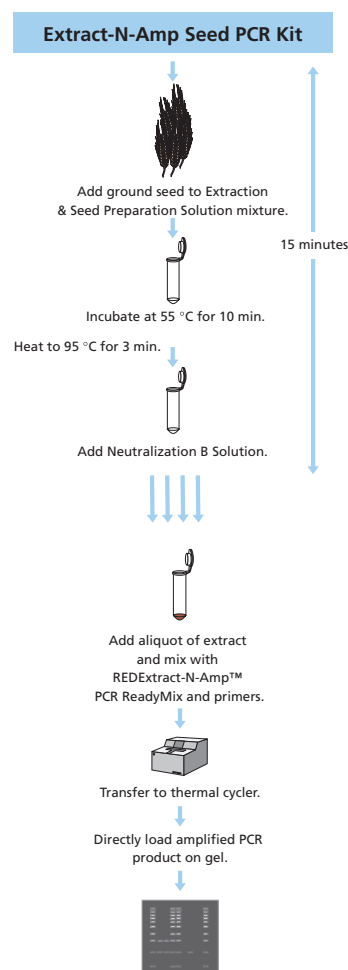 Extract-N-Amp Seed PCR Kit
Add ground seed to Extraction
& Seed Preparation Solution mixture.
15 minutes
Incubate at 55 °C for 10 min.
Heat to 95 °C for 3 min.
Add Neutralization B Solution.
Add aliquot of extract
and mix with
REDExtract-N-Amp™
PCR ReadyMix and primers.
Transfer to thermal cycler.
Directly load amplified PCR
product on gel.